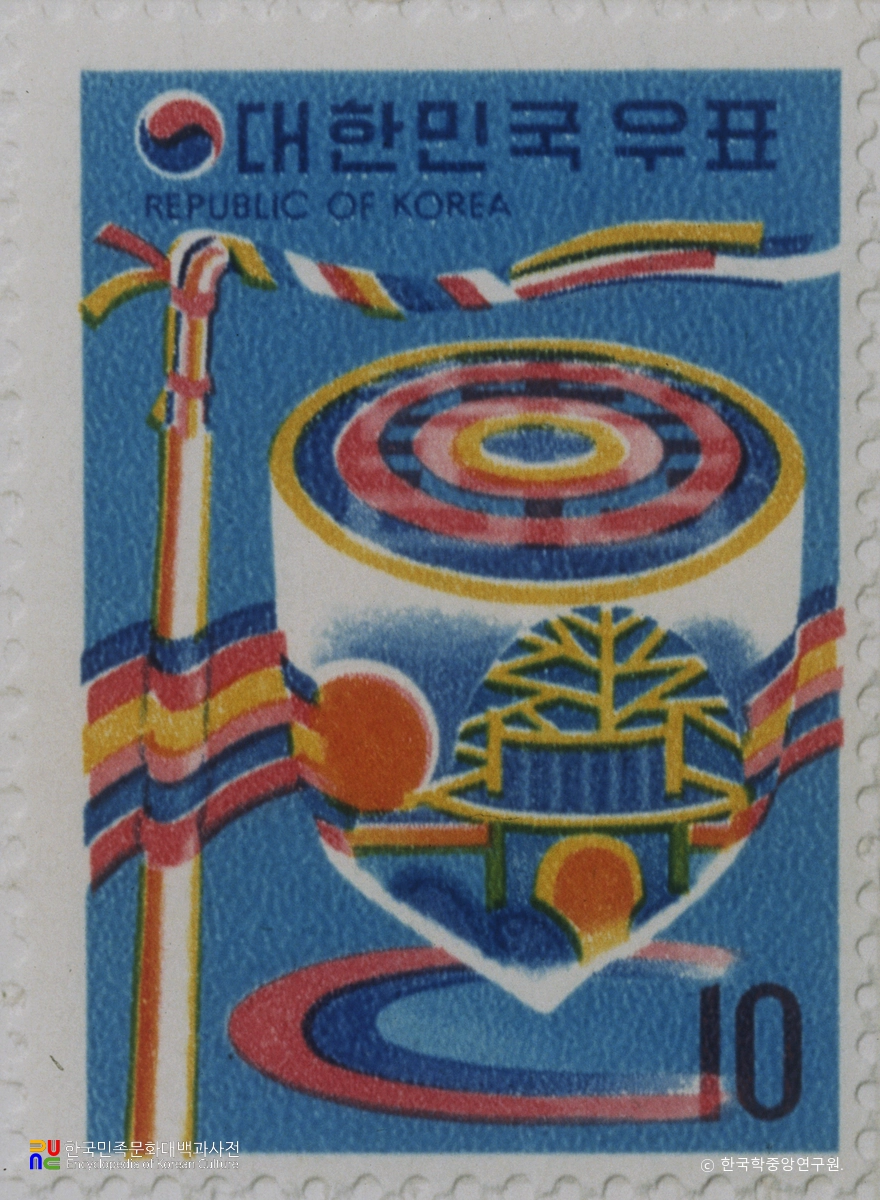 대한민국우표
REPUBLIC OF KOREA
10
한국민족문화대백과사전
Encyclopedia of Korean Culture
© 한국학중앙연구원.